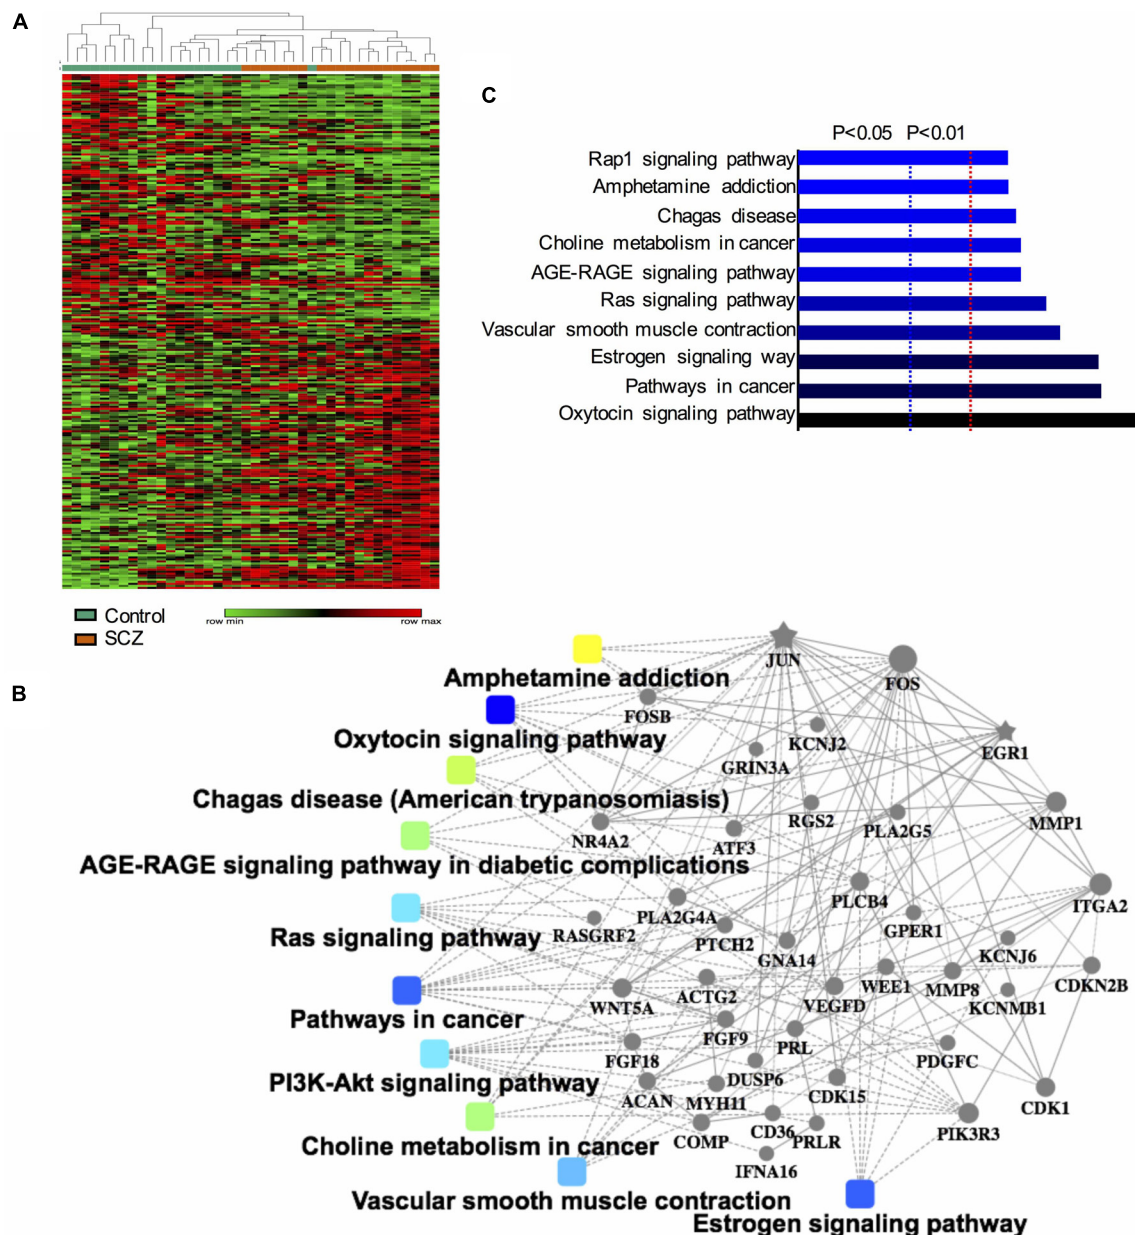 A
C
P<0.05 P<0.01
Rap1 signaling pathway
Amphetamine addiction
Chagas disease
Choline metabolism in cancer
AGE-RAGE signaling pathway
Ras signaling pathway
Vascular smooth muscle contraction
Estrogen signaling way
Pathways in cancer
Oxytocin signaling pathway
Control
SCZ
row min row max
B
JUN
Amphetamine addiction
FOS
FOSB
Oxytocin signaling pathway
KCNJ2
EGR1
GRIN3A
Chagas disease (American trypanosomiasis)
RGS2
MMP1
PLA2G5
NR4A2
ATF3
AGE-RAGE signaling pathway in diabetic complications
PLCB4
ITGA2
PLA2G4A
GPER1
RASGRF2
Ras signaling pathway
PTCH2
GNA14
KCNJ6
WEE1
MMP8
CDKN2B
WNT5A
ACTG2
VEGFD
KCNMB1
Pathways in cancer
FGF9
PRL
FGF18
PDGFC
PI3K-Akt signaling pathway
DUSP6
CDK15
ACAN
MYH11
CDK1
Choline metabolism in cancer
COMP
CD36
PRLR
PIK3R3
IFNA16
Vascular smooth muscle contraction
Estrogen signaling pathway